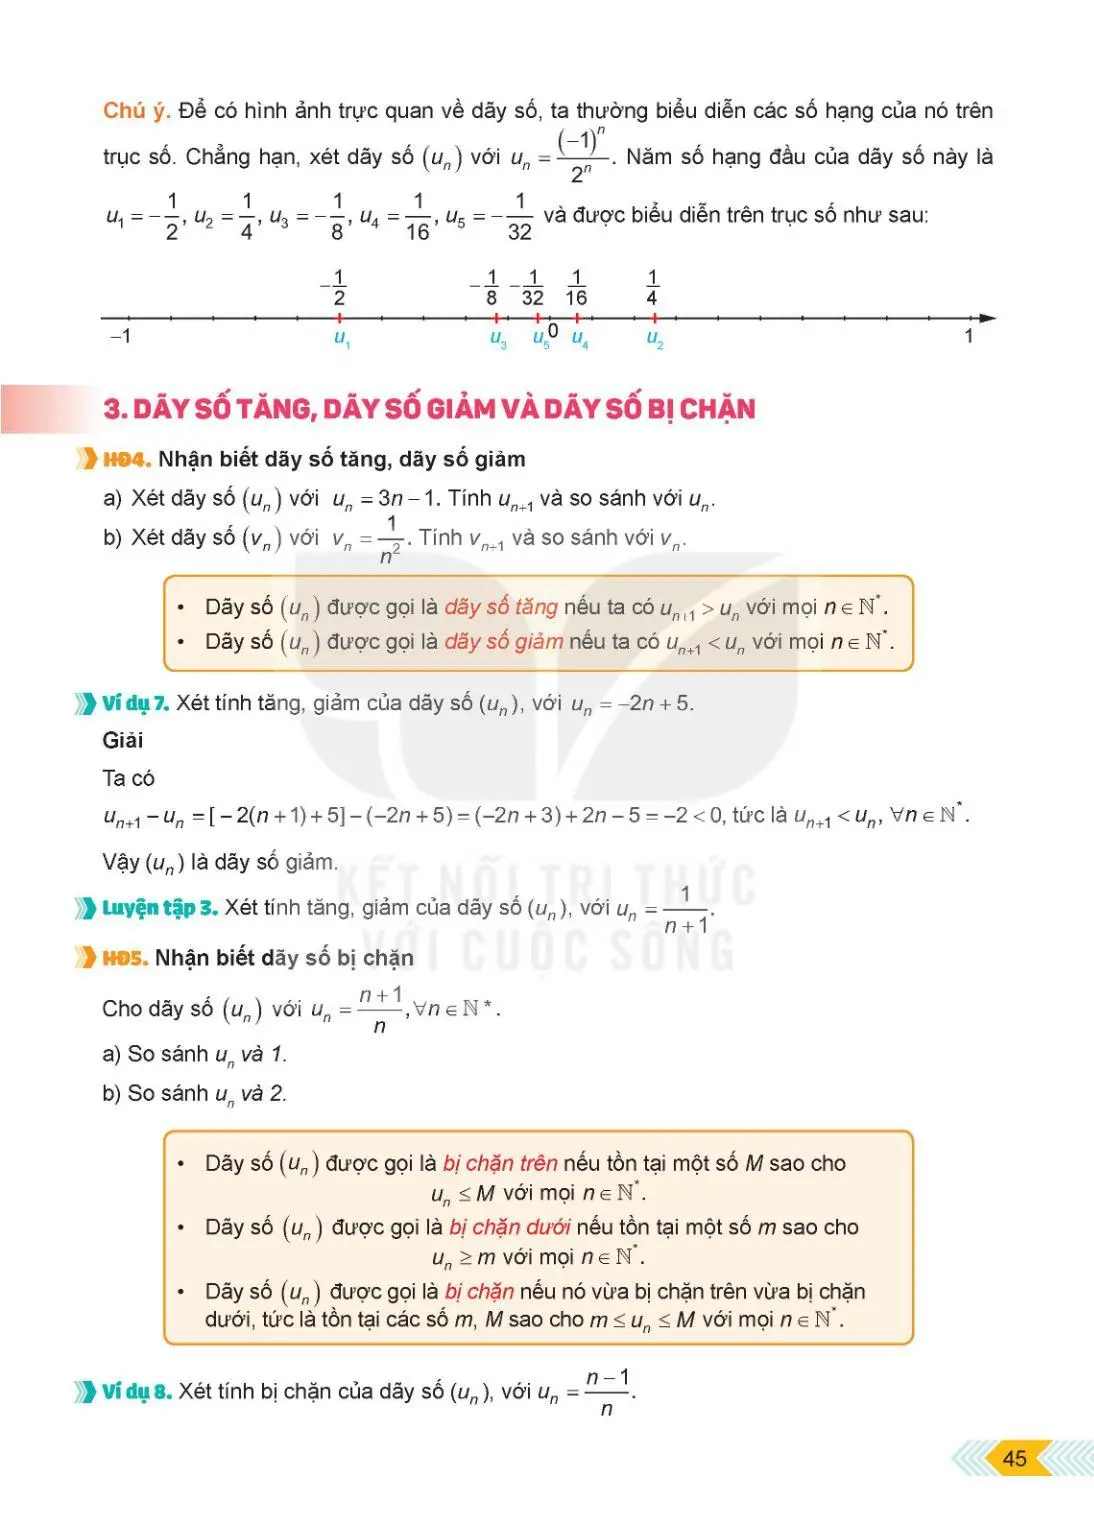 Chú ý. Để có hình ảnh trực quan về dãy số, ta thường biểu diễn các số hạng của nó trên
trục số. Chẳng hạn, xét dãy số (uₙ) với uₙ = (−1)ⁿ/2ⁿ. Năm số hạng đầu của dãy số này là
u₁ = −1/2, u₂ = 1/4, u₃ = −1/8, u₄ = 1/16, u₅ = −1/32 và được biểu diễn trên trục số như sau:
−1/2 −1/8 −1/32 1/16 1/4
−1 u₁ u₃ u₅ 0 u₄ u₂ 1
3. DÃY SỐ TĂNG, DÃY SỐ GIẢM VÀ DÃY SỐ BỊ CHẶN
HĐ4. Nhận biết dãy số tăng, dãy số giảm
a) Xét dãy số (uₙ) với uₙ = 3n − 1. Tính uₙ₊₁ và so sánh với uₙ.
b) Xét dãy số (vₙ) với vₙ = 1/n². Tính vₙ₊₁ và so sánh với vₙ.
• Dãy số (uₙ) được gọi là dãy số tăng nếu ta có uₙ₊₁ > uₙ với mọi n ∈ ℕ*.
• Dãy số (uₙ) được gọi là dãy số giảm nếu ta có uₙ₊₁ < uₙ với mọi n ∈ ℕ*.
Ví dụ 7. Xét tính tăng, giảm của dãy số (uₙ), với uₙ = −2n + 5.
Giải
Ta có
uₙ₊₁ − uₙ = [− 2(n + 1) + 5] − (−2n + 5) = (−2n + 3) + 2n − 5 = −2 < 0, tức là uₙ₊₁ < uₙ, ∀n ∈ ℕ*.
Vậy (uₙ) là dãy số giảm.
KẾT NỐI TRI THỨC
Luyện tập 3. Xét tính tăng, giảm của dãy số (uₙ), với uₙ = 1/(n + 1).
VỚI CUỘC SỐNG
HĐ5. Nhận biết dãy số bị chặn
Cho dãy số (uₙ) với uₙ = (n + 1)/n, ∀n ∈ ℕ*.
a) So sánh uₙ và 1.
b) So sánh uₙ và 2.
• Dãy số (uₙ) được gọi là bị chặn trên nếu tồn tại một số M sao cho
uₙ ≤ M với mọi n ∈ ℕ*.
• Dãy số (uₙ) được gọi là bị chặn dưới nếu tồn tại một số m sao cho
uₙ ≥ m với mọi n ∈ ℕ*.
• Dãy số (uₙ) được gọi là bị chặn nếu nó vừa bị chặn trên vừa bị chặn
dưới, tức là tồn tại các số m, M sao cho m ≤ uₙ ≤ M với mọi n ∈ ℕ*.
Ví dụ 8. Xét tính bị chặn của dãy số (uₙ), với uₙ = (n − 1)/n.
45